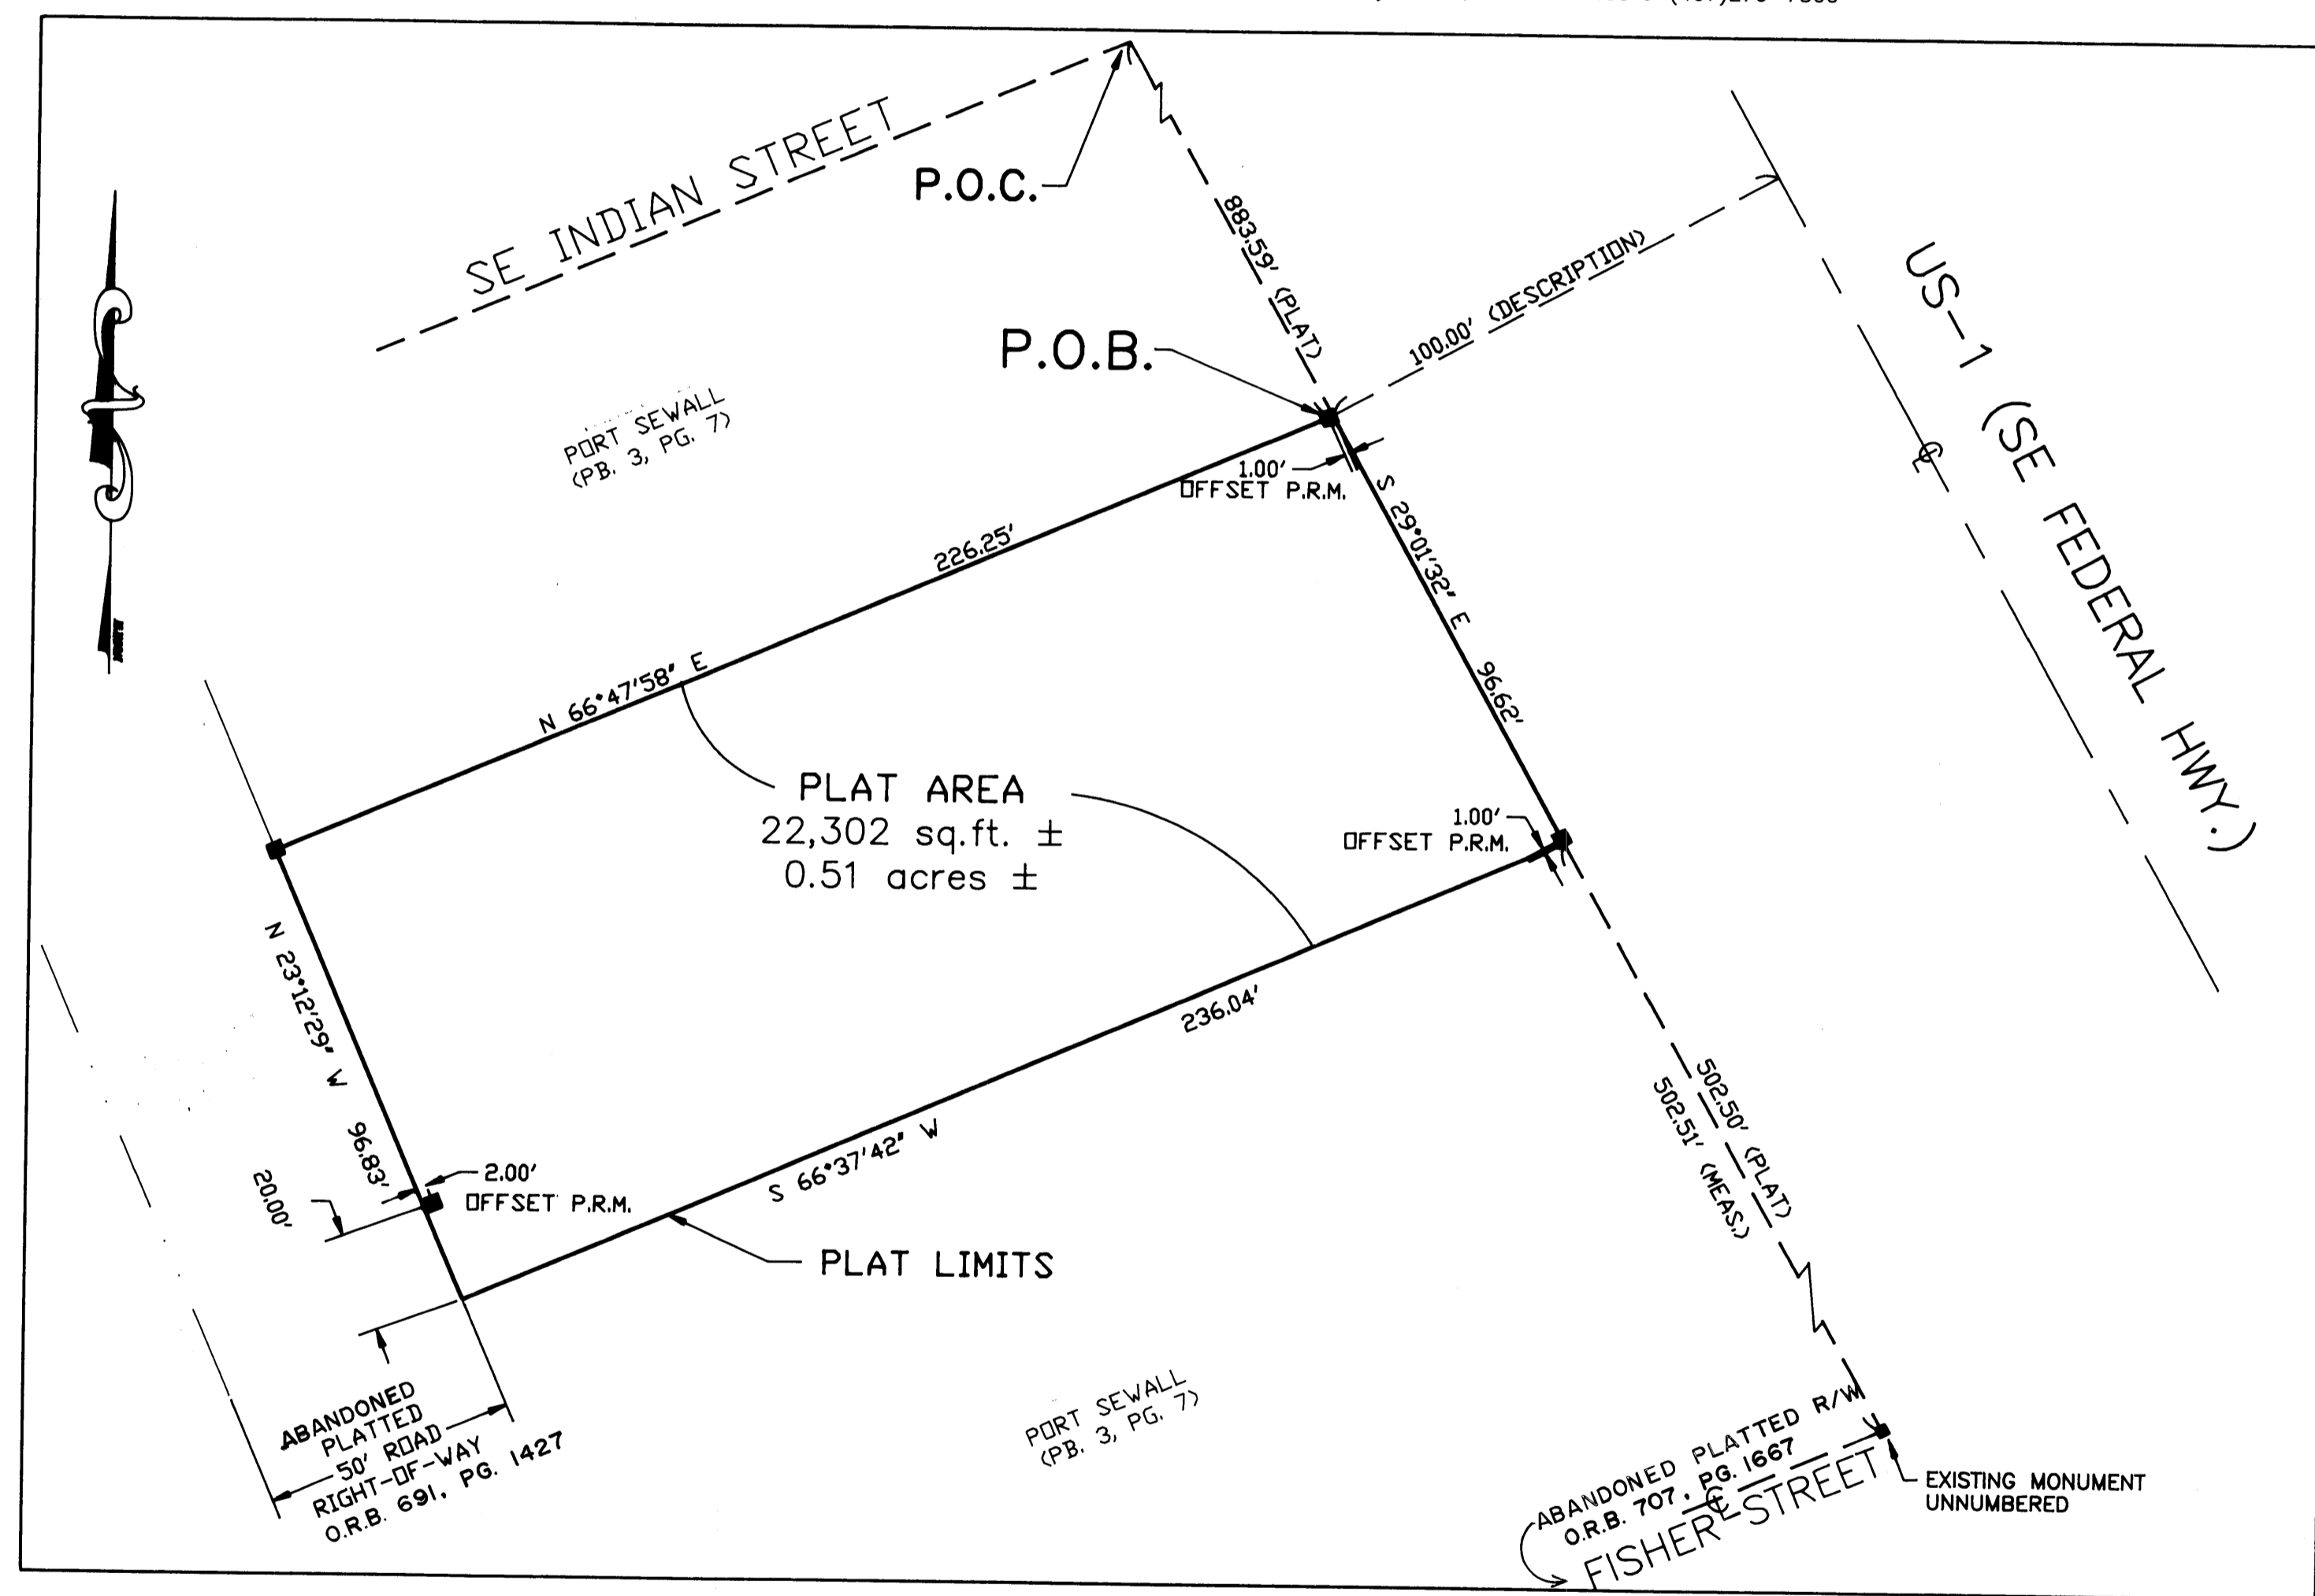 SE INDIAN STREET
P.O.C.
883.59' (PLAT)
100.00' (DESCRIPTION)
US-1 (SE FEDERAL HWY.)
P.O.B.
PORT SEWALL
(PB. 3, PG. 7)
1.00'
OFFSET P.R.M.
226.25'
S 29°01'32" E
96.62'
N 66°47'58" E
PLAT AREA
22,302 sq.ft. ±
0.51 acres ±
1.00'
OFFSET P.R.M.
N 23°12'29" W
96.83'
236.04'
502.50' (PLAT)
502.51' (MEAS.)
20.00'
2.00'
OFFSET P.R.M.
S 66°37'42" W
PLAT LIMITS
ABANDONED
PLATTED
50' ROAD
RIGHT-OF-WAY
O.R.B. 691, PG. 1427
PORT SEWALL
(PB. 3, PG. 7)
ABANDONED PLATTED R/W
O.R.B. 707, PG. 1667
FISHER STREET
EXISTING MONUMENT
UNNUMBERED